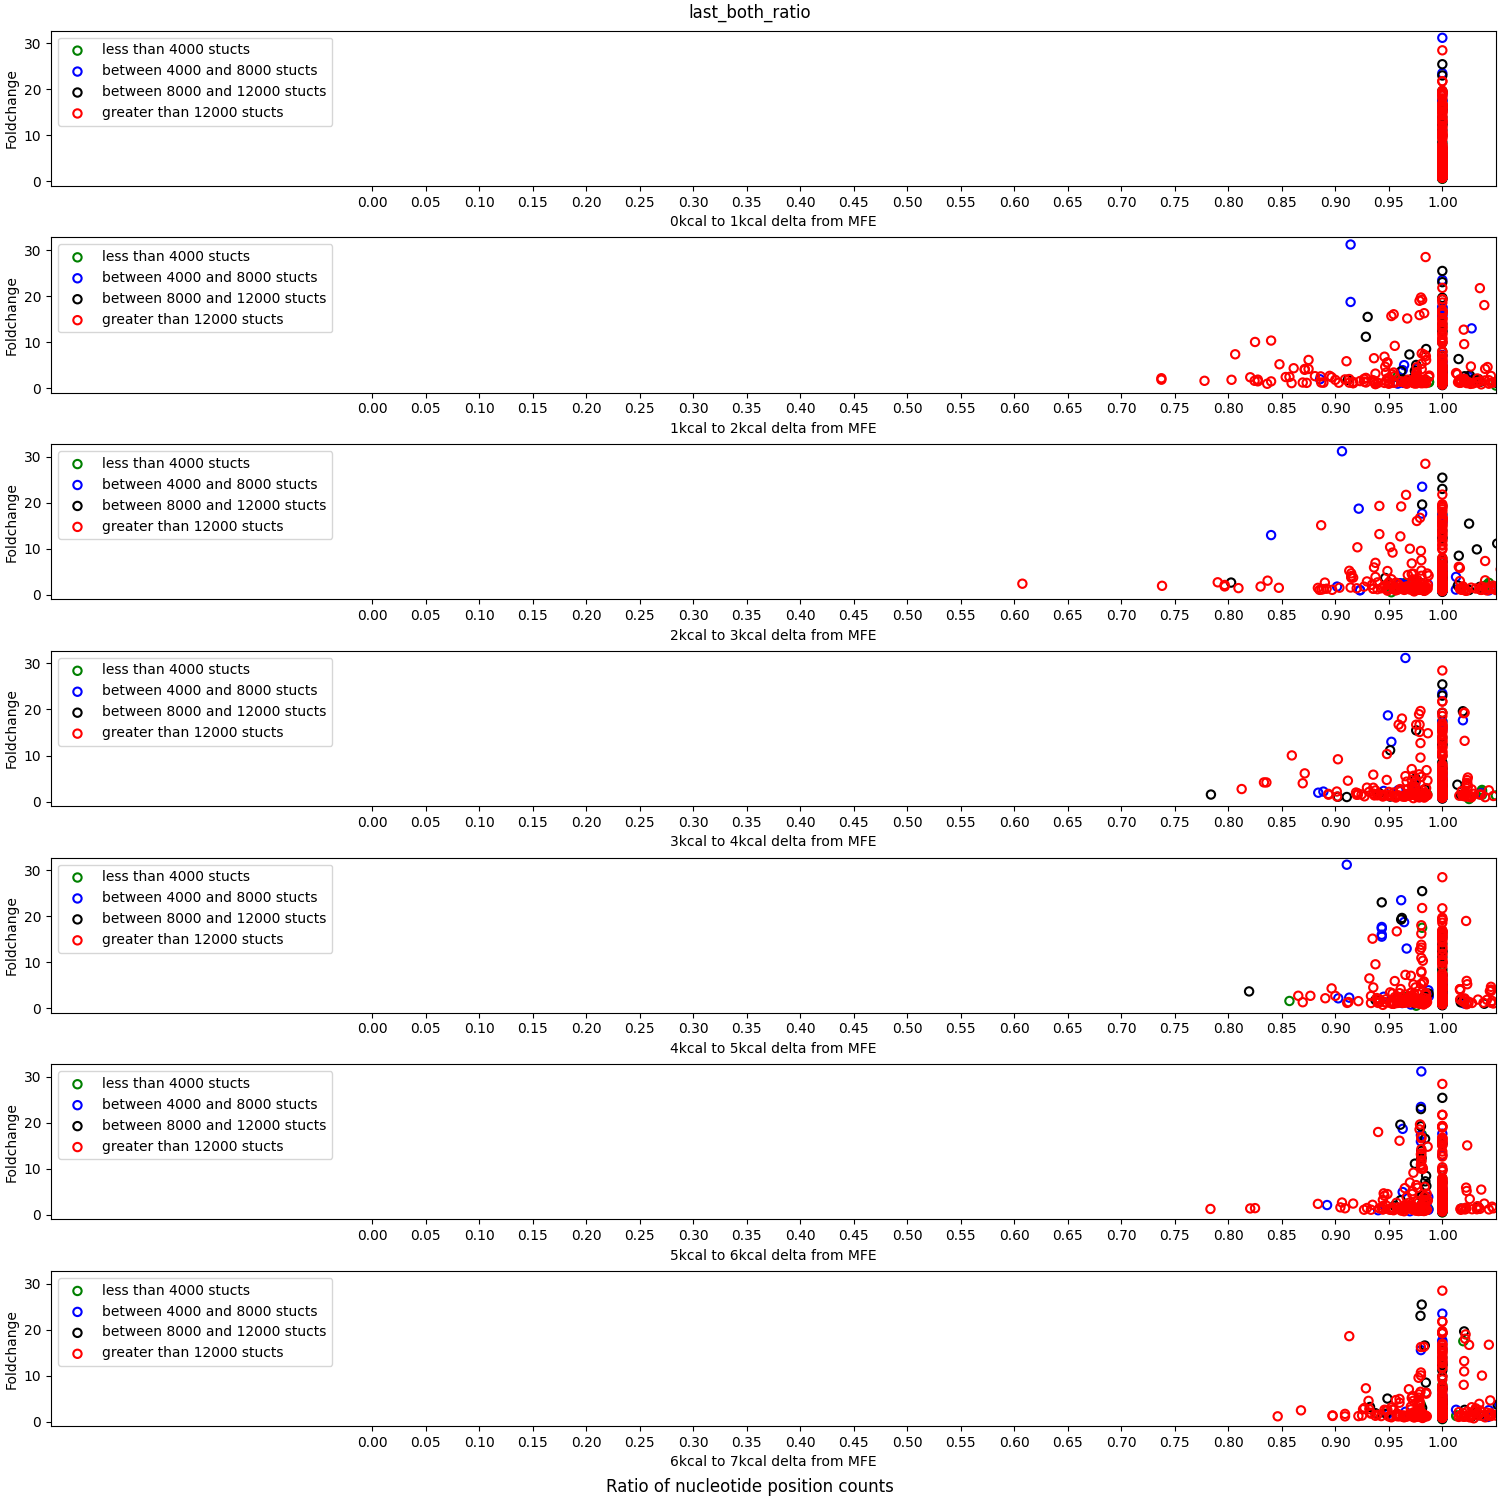 last_both_ratio
30
20
10
0
Foldchange
less than 4000 stucts
between 4000 and 8000 stucts
between 8000 and 12000 stucts
greater than 12000 stucts
0.00 0.05 0.10 0.15 0.20 0.25 0.30 0.35 0.40 0.45 0.50 0.55 0.60 0.65 0.70 0.75 0.80 0.85 0.90 0.95 1.00
0kcal to 1kcal delta from MFE
30
20
10
0
Foldchange
less than 4000 stucts
between 4000 and 8000 stucts
between 8000 and 12000 stucts
greater than 12000 stucts
0.00 0.05 0.10 0.15 0.20 0.25 0.30 0.35 0.40 0.45 0.50 0.55 0.60 0.65 0.70 0.75 0.80 0.85 0.90 0.95 1.00
1kcal to 2kcal delta from MFE
30
20
10
0
Foldchange
less than 4000 stucts
between 4000 and 8000 stucts
between 8000 and 12000 stucts
greater than 12000 stucts
0.00 0.05 0.10 0.15 0.20 0.25 0.30 0.35 0.40 0.45 0.50 0.55 0.60 0.65 0.70 0.75 0.80 0.85 0.90 0.95 1.00
2kcal to 3kcal delta from MFE
30
20
10
0
Foldchange
less than 4000 stucts
between 4000 and 8000 stucts
between 8000 and 12000 stucts
greater than 12000 stucts
0.00 0.05 0.10 0.15 0.20 0.25 0.30 0.35 0.40 0.45 0.50 0.55 0.60 0.65 0.70 0.75 0.80 0.85 0.90 0.95 1.00
3kcal to 4kcal delta from MFE
30
20
10
0
Foldchange
less than 4000 stucts
between 4000 and 8000 stucts
between 8000 and 12000 stucts
greater than 12000 stucts
0.00 0.05 0.10 0.15 0.20 0.25 0.30 0.35 0.40 0.45 0.50 0.55 0.60 0.65 0.70 0.75 0.80 0.85 0.90 0.95 1.00
4kcal to 5kcal delta from MFE
30
20
10
0
Foldchange
less than 4000 stucts
between 4000 and 8000 stucts
between 8000 and 12000 stucts
greater than 12000 stucts
0.00 0.05 0.10 0.15 0.20 0.25 0.30 0.35 0.40 0.45 0.50 0.55 0.60 0.65 0.70 0.75 0.80 0.85 0.90 0.95 1.00
5kcal to 6kcal delta from MFE
30
20
10
0
Foldchange
less than 4000 stucts
between 4000 and 8000 stucts
between 8000 and 12000 stucts
greater than 12000 stucts
0.00 0.05 0.10 0.15 0.20 0.25 0.30 0.35 0.40 0.45 0.50 0.55 0.60 0.65 0.70 0.75 0.80 0.85 0.90 0.95 1.00
6kcal to 7kcal delta from MFE
Ratio of nucleotide position counts